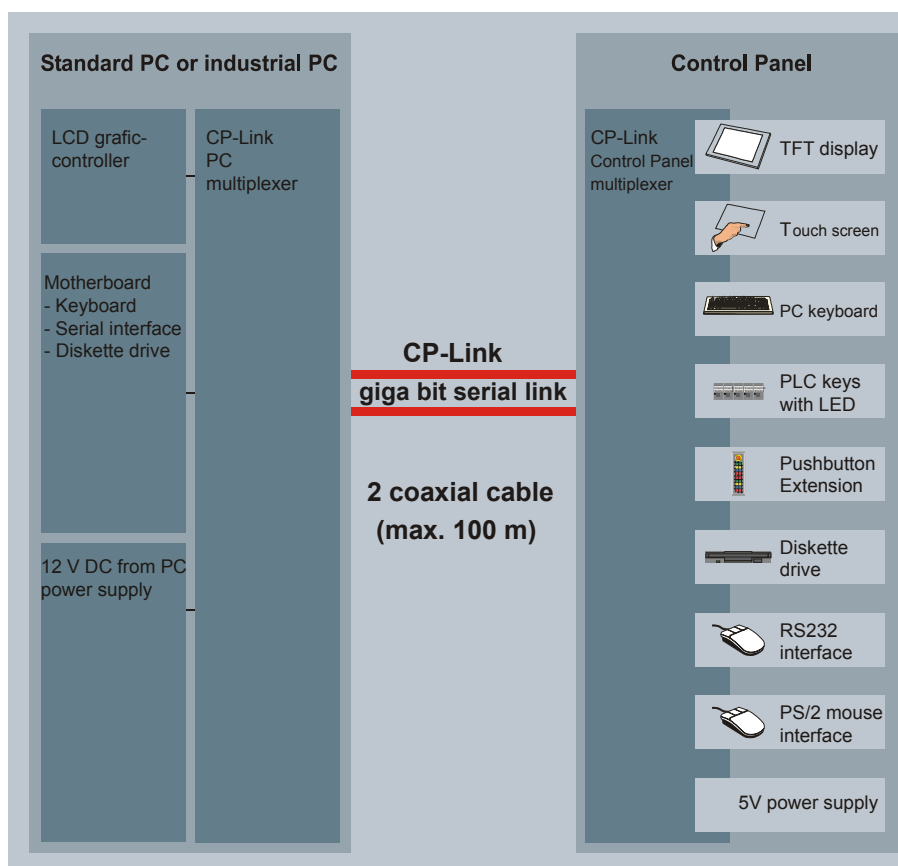 Standard PC or industrial PC
LCD grafic-
controller
CP-Link
PC
multiplexer
Motherboard
- Keyboard
- Serial interface
- Diskette drive
12 V DC from PC
power supply
CP-Link
giga bit serial link
2 coaxial cable
(max. 100 m)
Control Panel
CP-Link
Control Panel
multiplexer
TFT display
Touch screen
PC keyboard
PLC keys
with LED
Pushbutton
Extension
Diskette
drive
RS232
interface
PS/2 mouse
interface
5V power supply